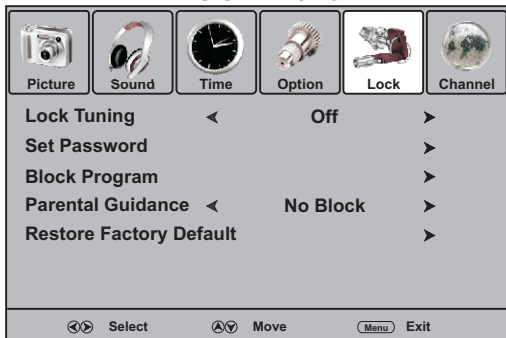 Picture Sound Time Option Lock Channel
Lock Tuning Off
Set Password
Block Program
Parental Guidance No Block
Restore Factory Default
Select Move Menu Exit